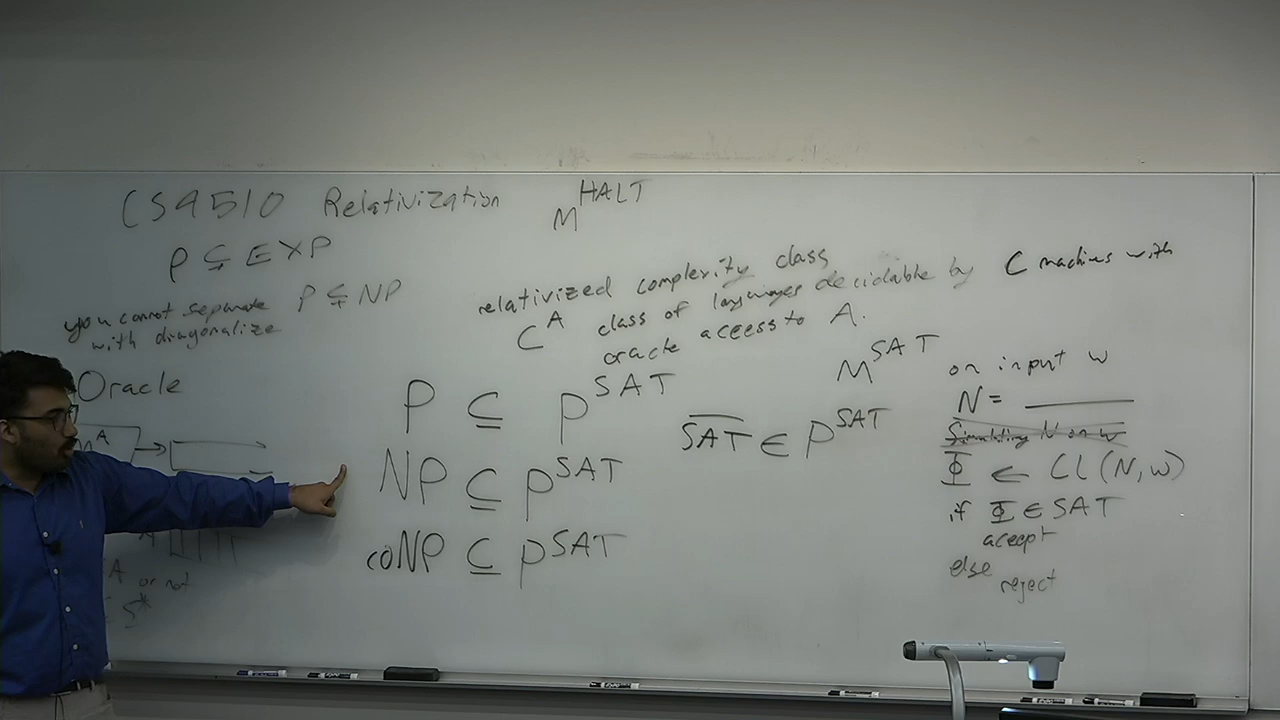 CS4510 Relativization
M^HALT
P ⊊ EXP
you cannot separate P ⊊ NP
with diagonalize
relativized complexity class
C^A class of languages decidable by C machines with
oracle access to A.
Oracle
M^A
A or not
Σ*
P ⊆ P^SAT
NP ⊆ P^SAT
coNP ⊆ P^SAT
S̅A̅T̅ ∈ P^SAT
M^SAT on input w
N = ______
Simulating N on w
Φ ← CL(N,w)
if Φ ∈ SAT
accept
else
reject